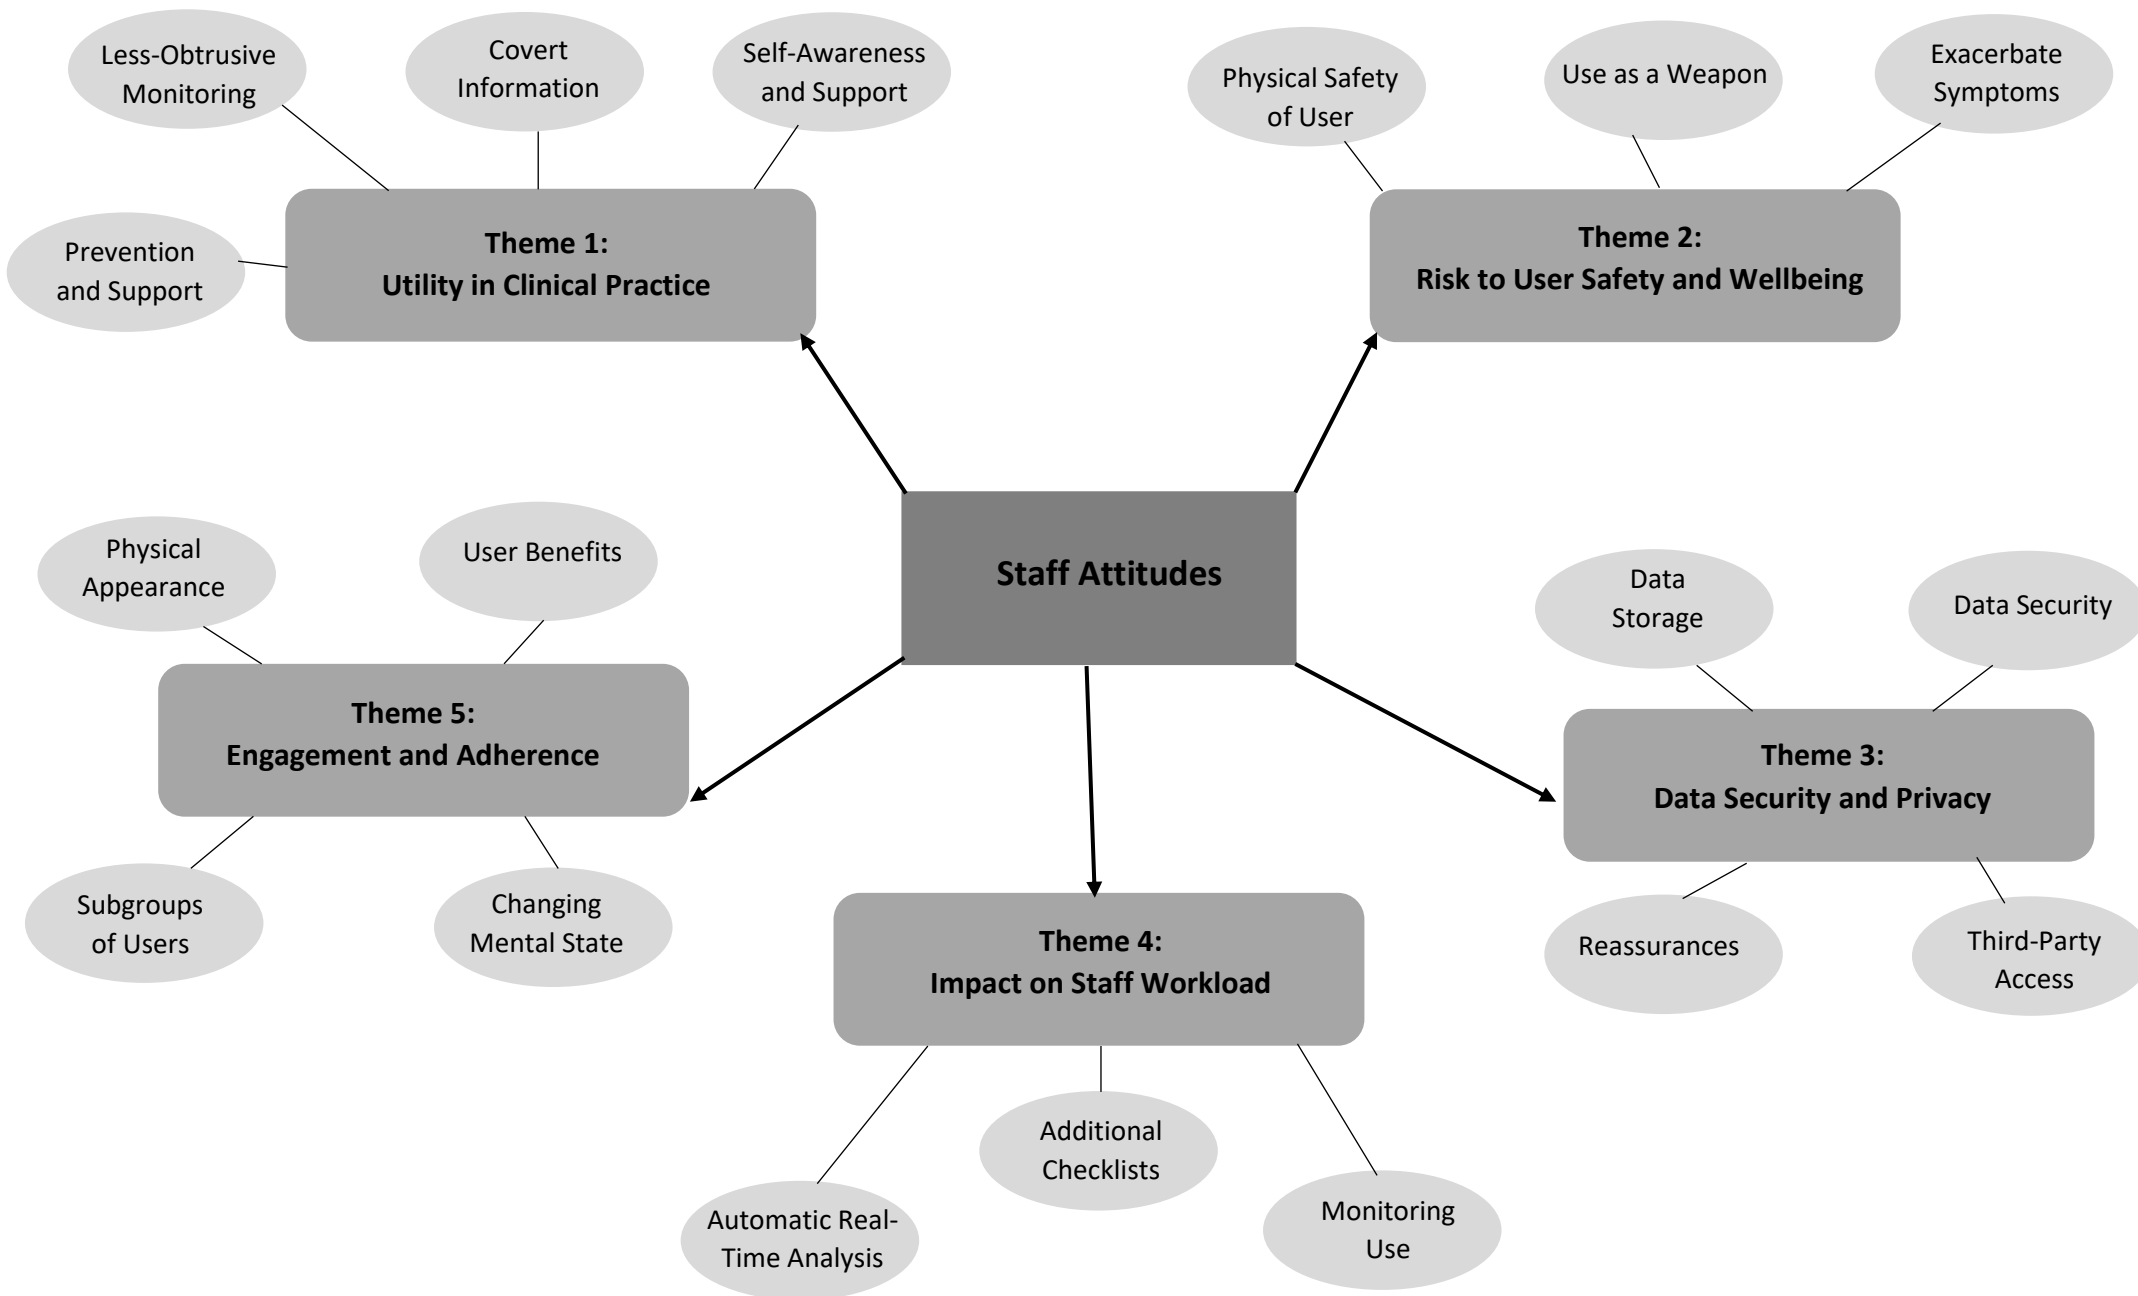 Less-Obtrusive
Monitoring
Covert
Information
Self-Awareness
and Support
Prevention
and Support
Theme 1:
Utility in Clinical Practice
Physical Safety
of User
Use as a Weapon
Exacerbate
Symptoms
Theme 2:
Risk to User Safety and Wellbeing
Staff Attitudes
Physical
Appearance
User Benefits
Theme 5:
Engagement and Adherence
Subgroups
of Users
Changing
Mental State
Data
Storage
Data Security
Theme 3:
Data Security and Privacy
Reassurances
Third-Party
Access
Theme 4:
Impact on Staff Workload
Automatic Real-
Time Analysis
Additional
Checklists
Monitoring
Use